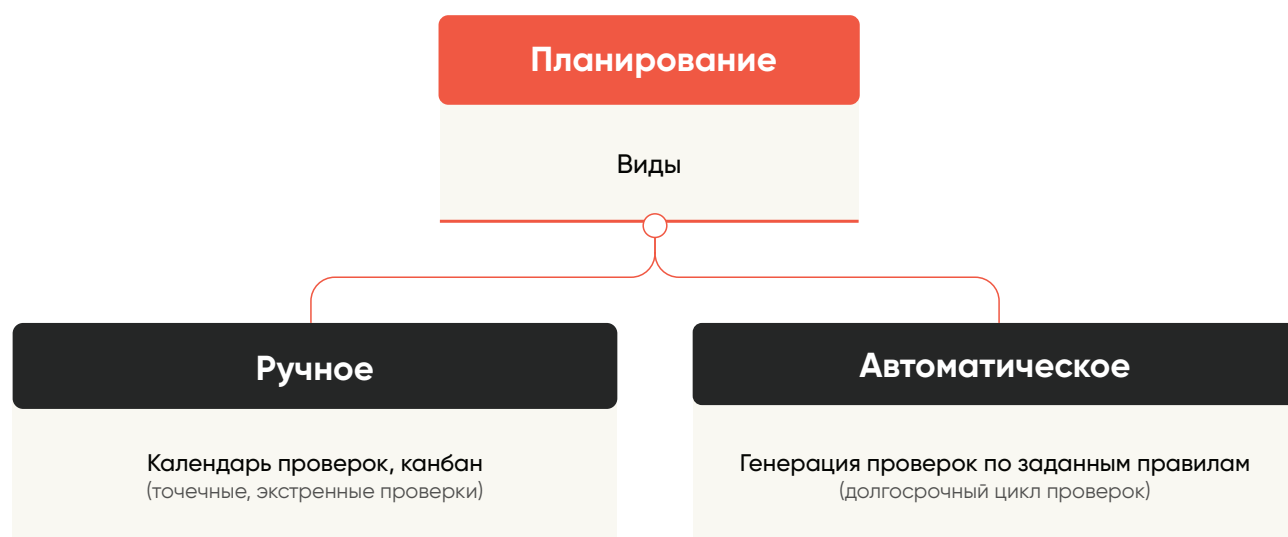 Планирование
Виды
Ручное
Календарь проверок, канбан
(точечные, экстренные проверки)
Автоматическое
Генерация проверок по заданным правилам
(долгосрочный цикл проверок)